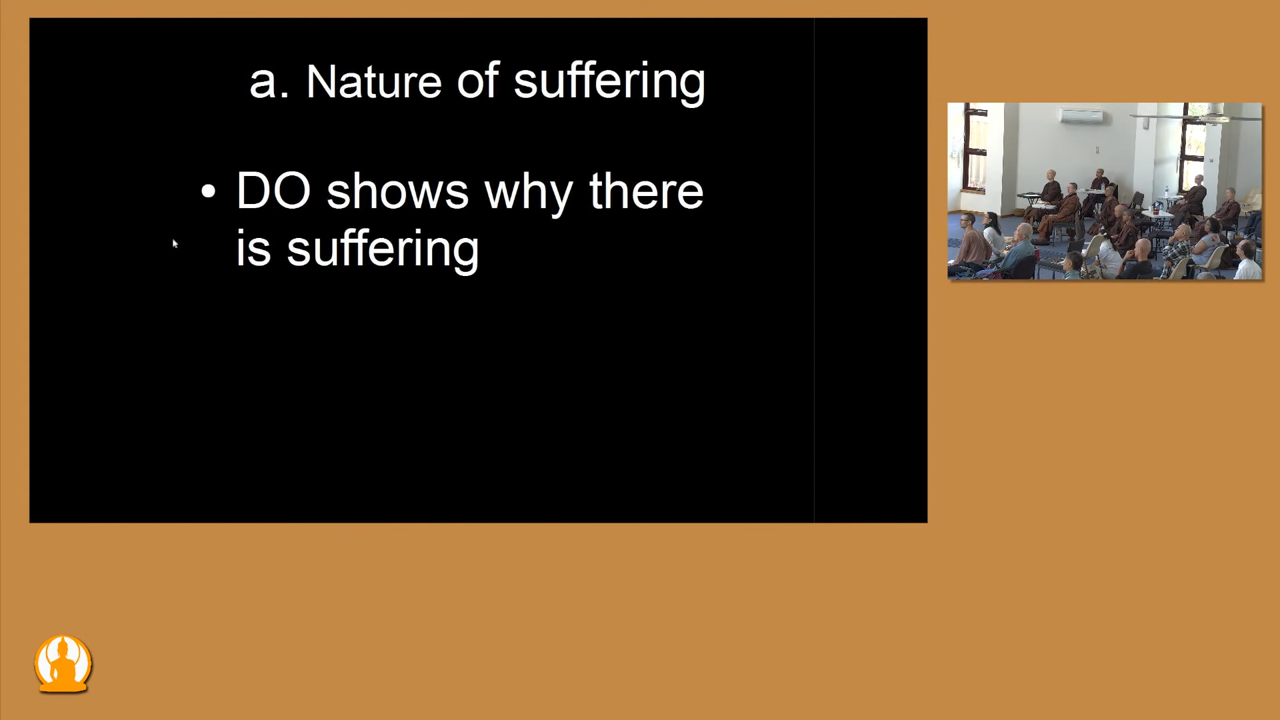 a. Nature of suffering
• DO shows why there
is suffering